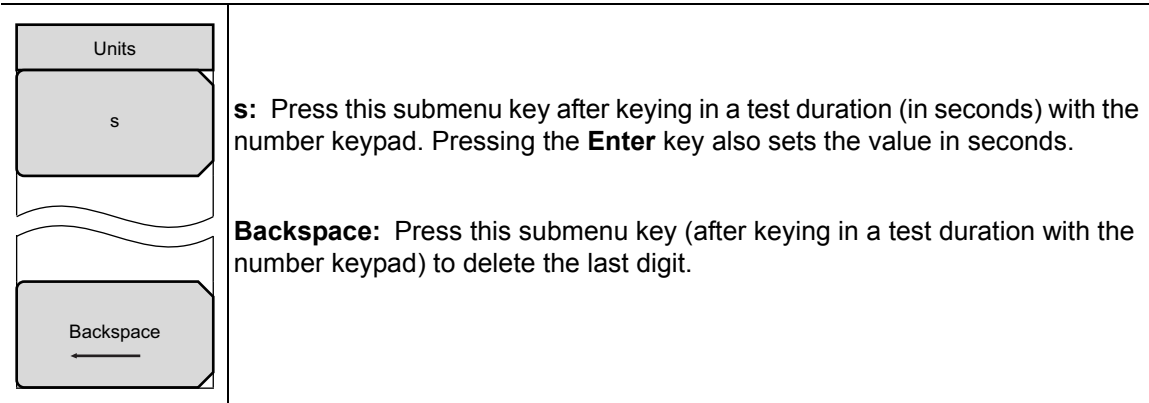 Units
s
Backspace
s: Press this submenu key after keying in a test duration (in seconds) with the
number keypad. Pressing the Enter key also sets the value in seconds.
Backspace: Press this submenu key (after keying in a test duration with the
number keypad) to delete the last digit.